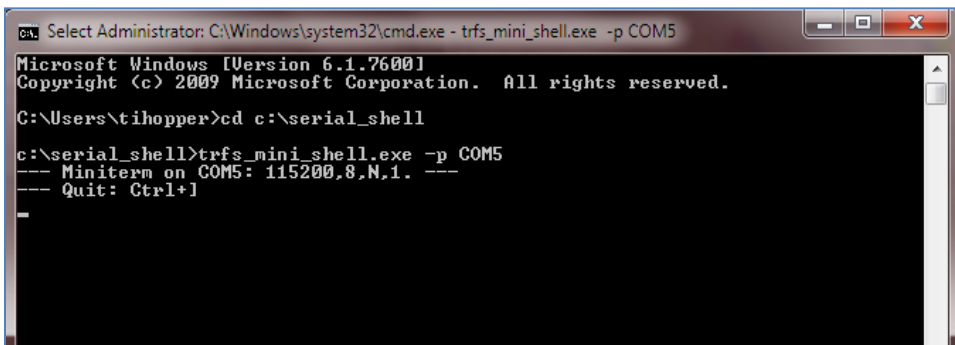 Select Administrator: C:\Windows\system32\cmd.exe - trfs_mini_shell.exe -p COM5
Microsoft Windows [Version 6.1.7600]
Copyright (c) 2009 Microsoft Corporation.  All rights reserved.
C:\Users\tihopper>cd c:\serial_shell
c:\serial_shell>trfs_mini_shell.exe -p COM5
--- Miniterm on COM5: 115200,8,N,1. ---
--- Quit: Ctrl+]